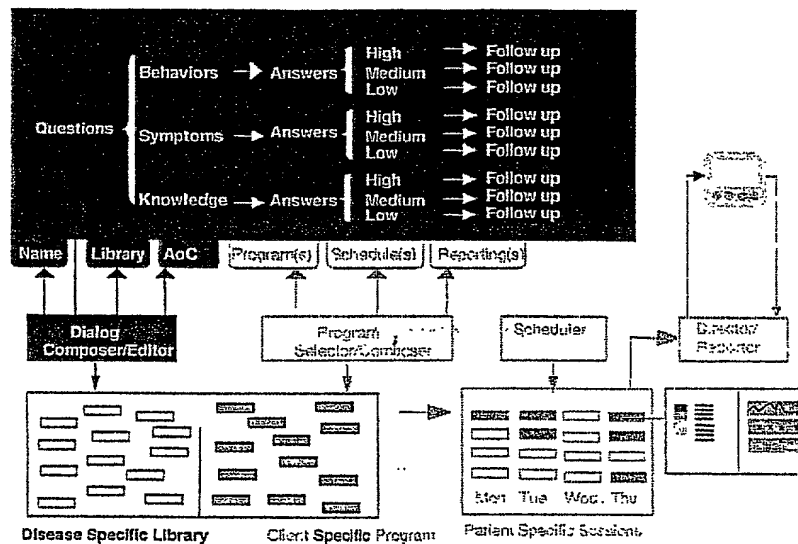 High Follow up
Behaviors Answers Medium Follow up
Low Follow up
High Follow up
Questions Symptoms Answers Medium Follow up
Low Follow up
High Follow up
Knowledge Answers Medium Follow up
Low Follow up
Name Library AoC Program(s) Schedule(s) Reporting(s)
Dialog
Composer/Editor
Program
Selector/Composer
Scheduler
Director/
Reporter
Mon Tue Wed. Thu
Disease Specific Library Client Specific Program Patient Specific Sessions